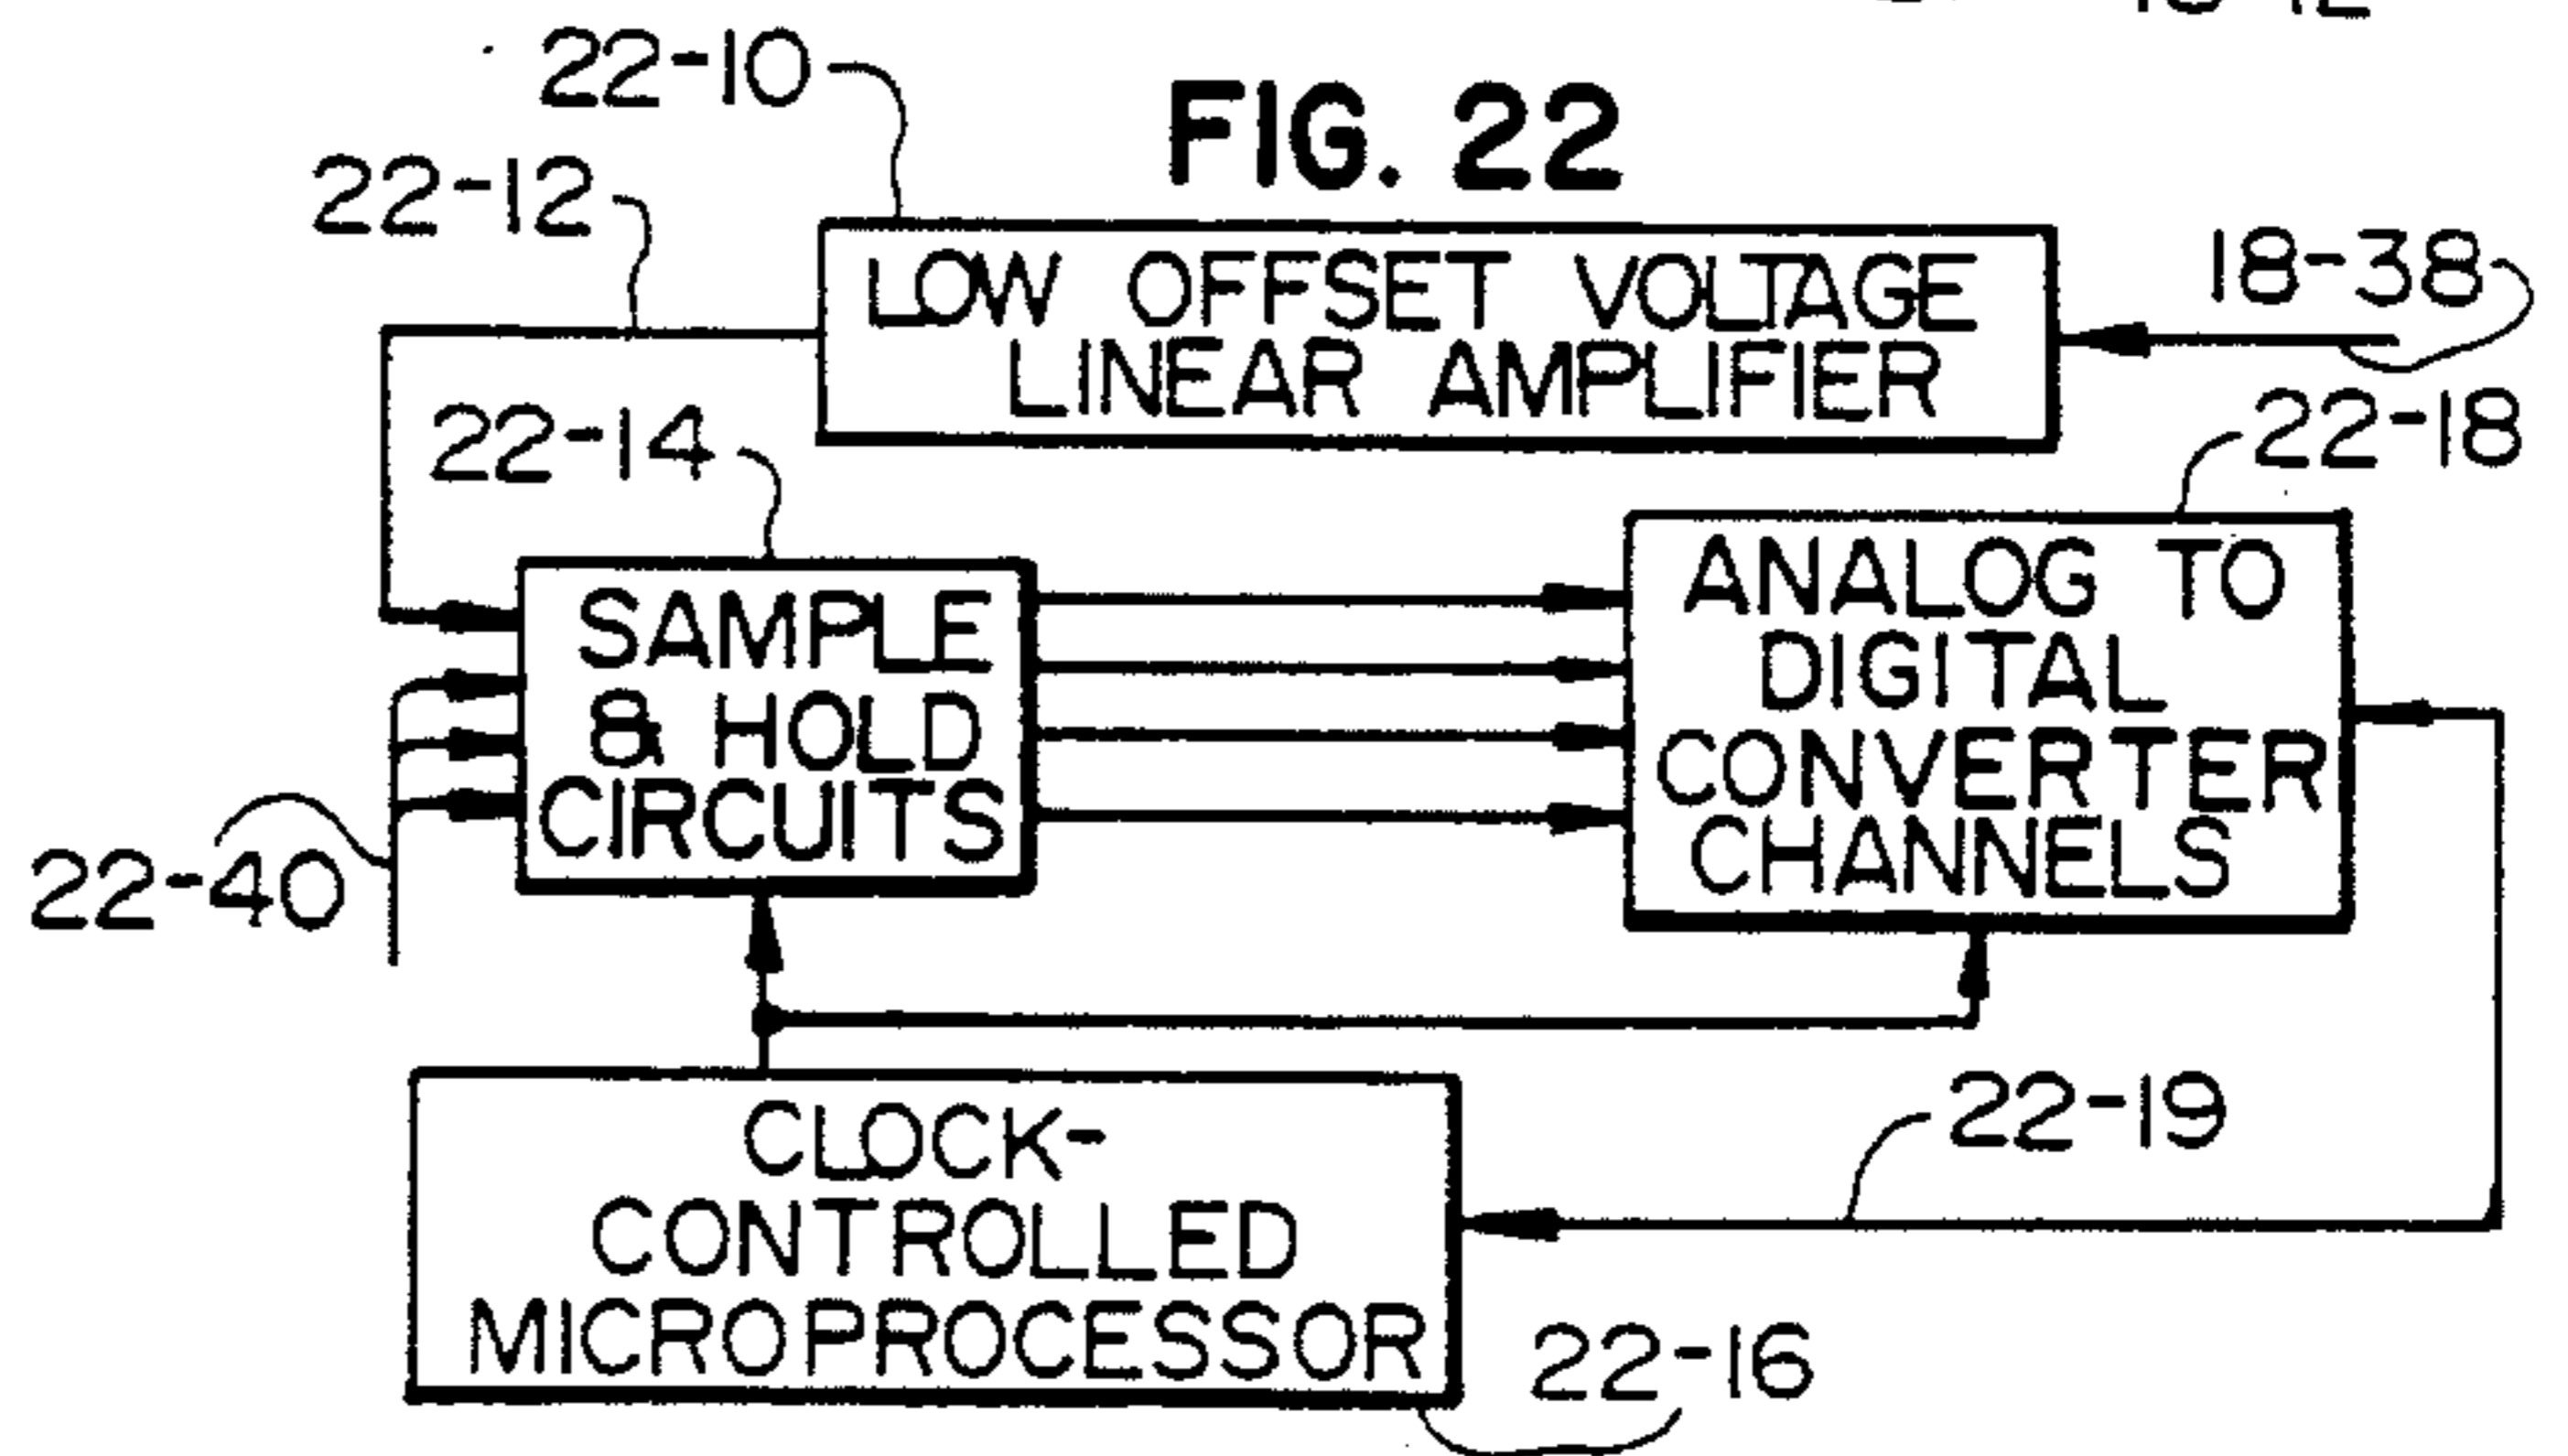 22-10
FIG. 22
22-12
LOW OFFSET VOLTAGE
LINEAR AMPLIFIER
18-38
22-14
22-18
SAMPLE
& HOLD
CIRCUITS
ANALOG TO
DIGITAL
CONVERTER
CHANNELS
22-40
CLOCK-
CONTROLLED
MICROPROCESSOR
22-19
22-16